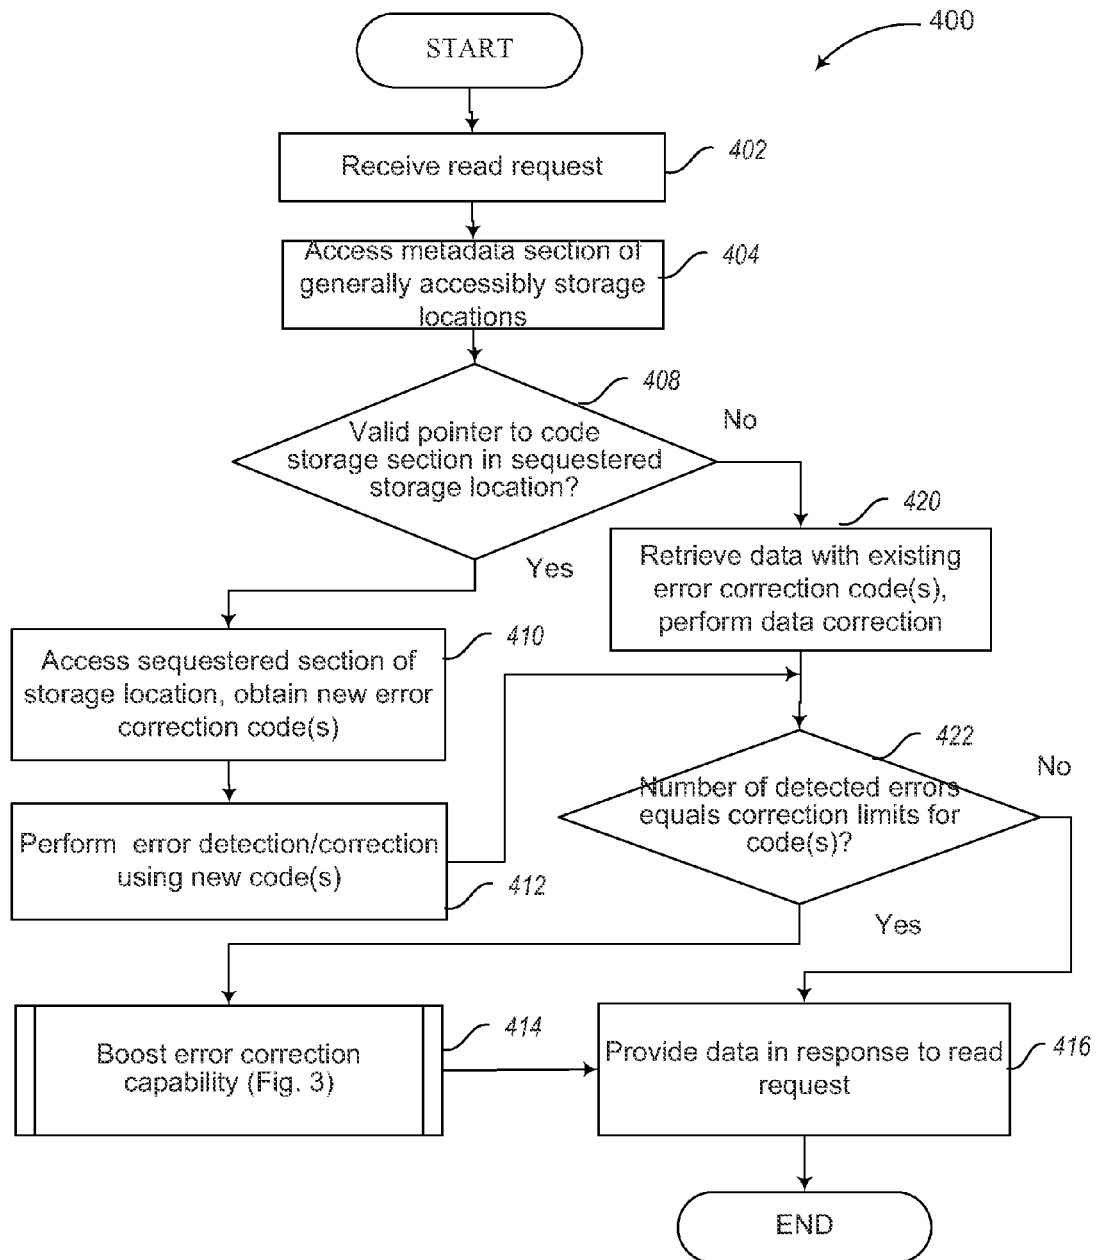 START
400
Receive read request
402
Access metadata section of
generally accessibly storage
locations
404
408
Valid pointer to code
storage section in sequestered
storage location?
No
Yes
420
Retrieve data with existing
error correction code(s),
perform data correction
410
Access sequestered section of
storage location, obtain new error
correction code(s)
422
Number of detected errors
equals correction limits for
code(s)?
No
Yes
Perform error detection/correction
using new code(s)
412
Boost error correction
capability (Fig. 3)
414
Provide data in response to read
request
416
END